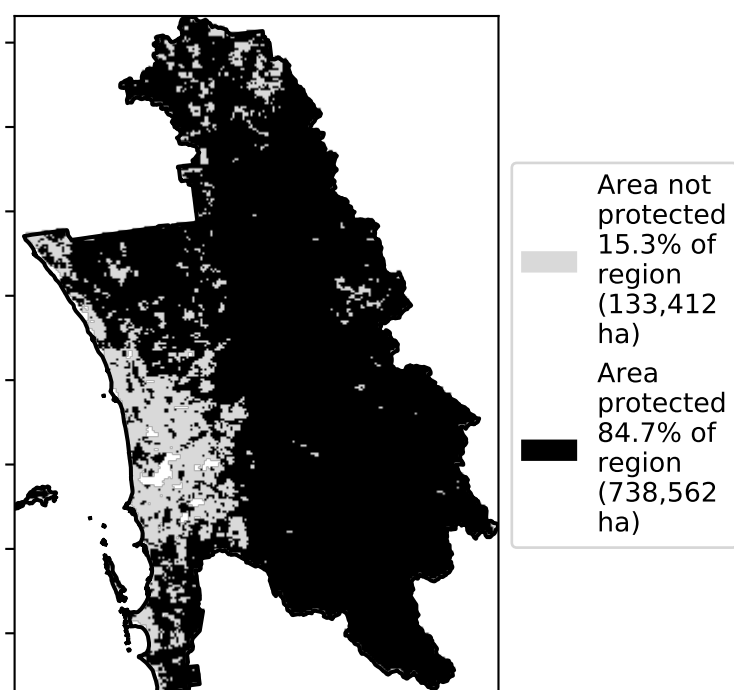 Area not
protected
15.3% of
region
(133,412
ha)
Area
protected
84.7% of
region
(738,562
ha)